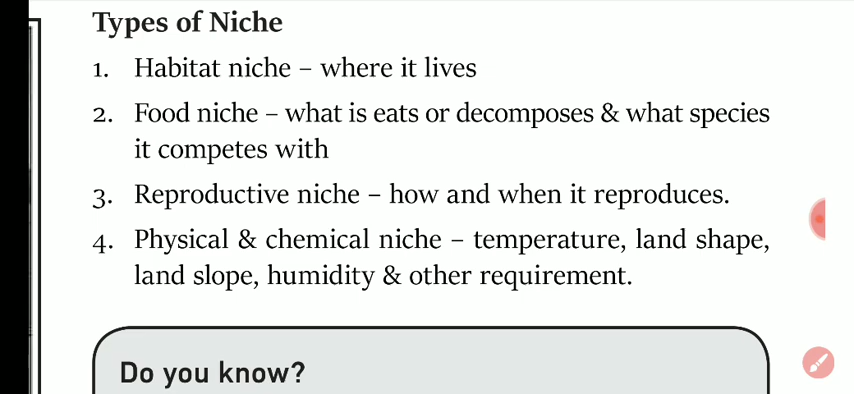 Types of Niche
1. Habitat niche – where it lives
2. Food niche – what is eats or decomposes & what species
it competes with
3. Reproductive niche – how and when it reproduces.
4. Physical & chemical niche – temperature, land shape,
land slope, humidity & other requirement.
Do you know?